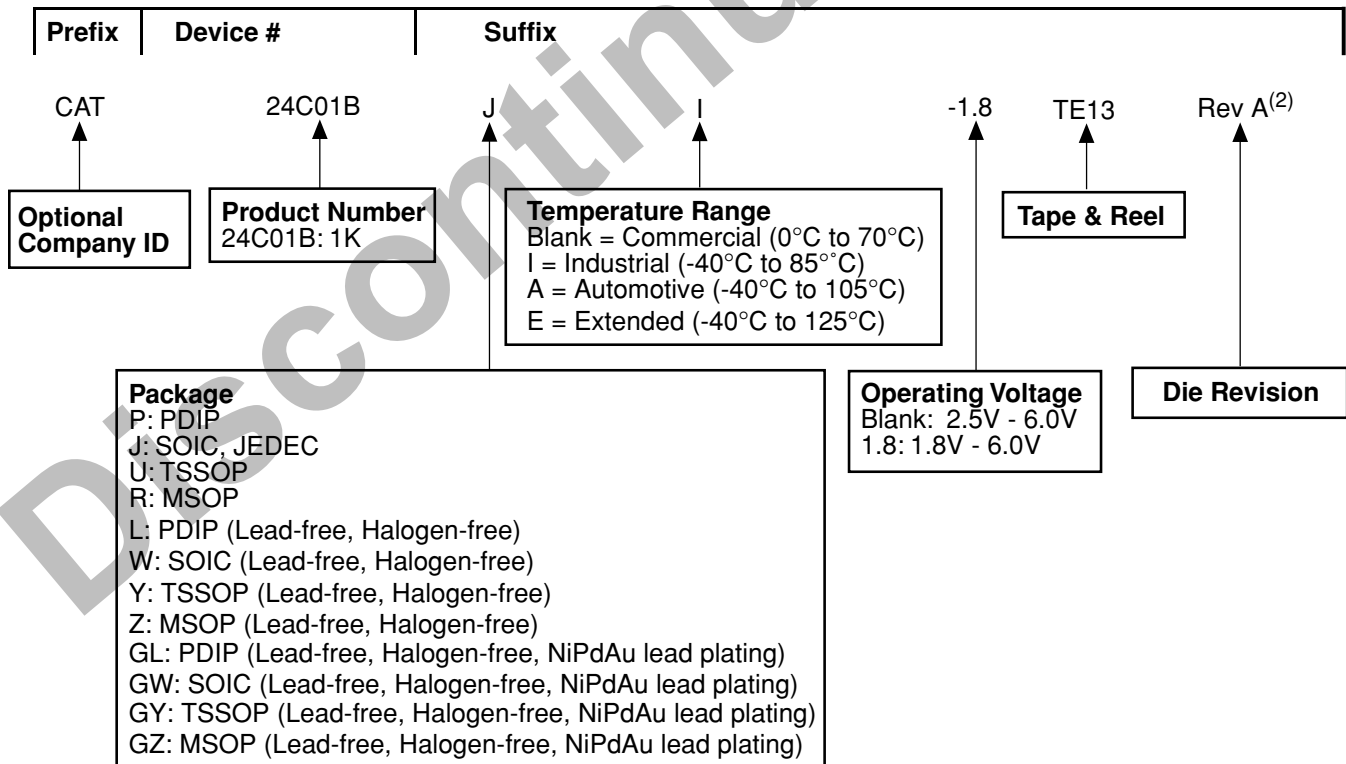 Prefix Device # Suffix
CAT 24C01B J I -1.8 TE13 Rev A(2)
Optional
Company ID
Product Number
24C01B: 1K
Temperature Range
Blank = Commercial (0°C to 70°C)
I = Industrial (-40°C to 85°˚C)
A = Automotive (-40°C to 105°C)
E = Extended (-40°C to 125°C)
Tape & Reel
Package
P: PDIP
J: SOIC, JEDEC
U: TSSOP
R: MSOP
L: PDIP (Lead-free, Halogen-free)
W: SOIC (Lead-free, Halogen-free)
Y: TSSOP (Lead-free, Halogen-free)
Z: MSOP (Lead-free, Halogen-free)
GL: PDIP (Lead-free, Halogen-free, NiPdAu lead plating)
GW: SOIC (Lead-free, Halogen-free, NiPdAu lead plating)
GY: TSSOP (Lead-free, Halogen-free, NiPdAu lead plating)
GZ: MSOP (Lead-free, Halogen-free, NiPdAu lead plating)
Operating Voltage
Blank: 2.5V - 6.0V
1.8: 1.8V - 6.0V
Die Revision
Discontinu